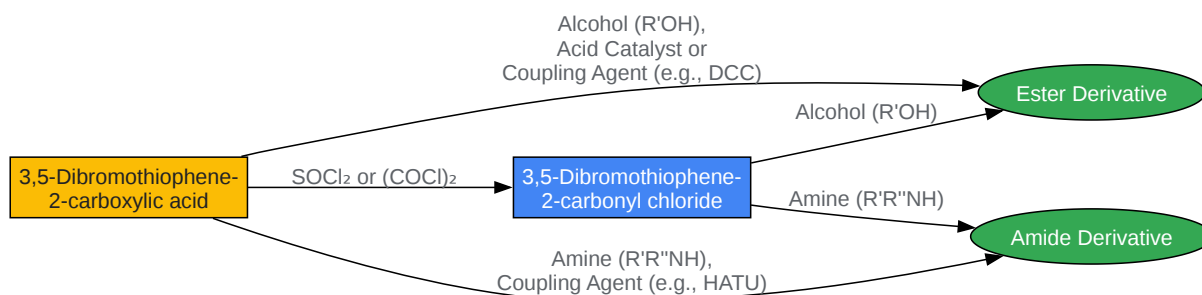 Alcohol (R'OH),
Acid Catalyst or
Coupling Agent (e.g., DCC)
Ester Derivative
Alcohol (R'OH)
3,5-Dibromothiophene-
2-carboxylic acid
SOCl₂ or (COCl)₂
3,5-Dibromothiophene-
2-carbonyl chloride
Amine (R'R''NH)
Amide Derivative
Amine (R'R''NH),
Coupling Agent (e.g., HATU)